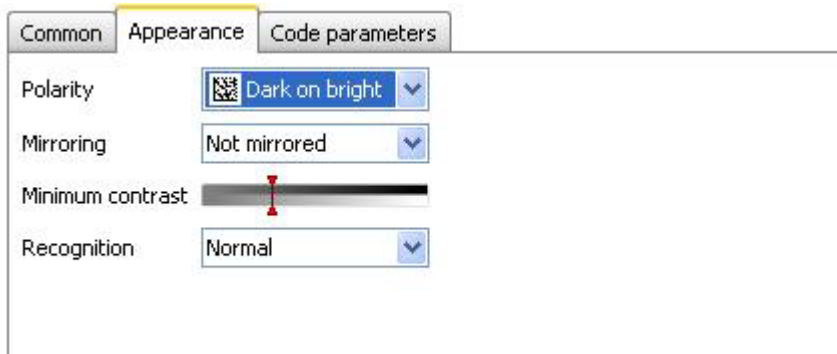 Common Appearance Code parameters
Polarity Dark on bright
Mirroring Not mirrored
Minimum contrast
Recognition Normal